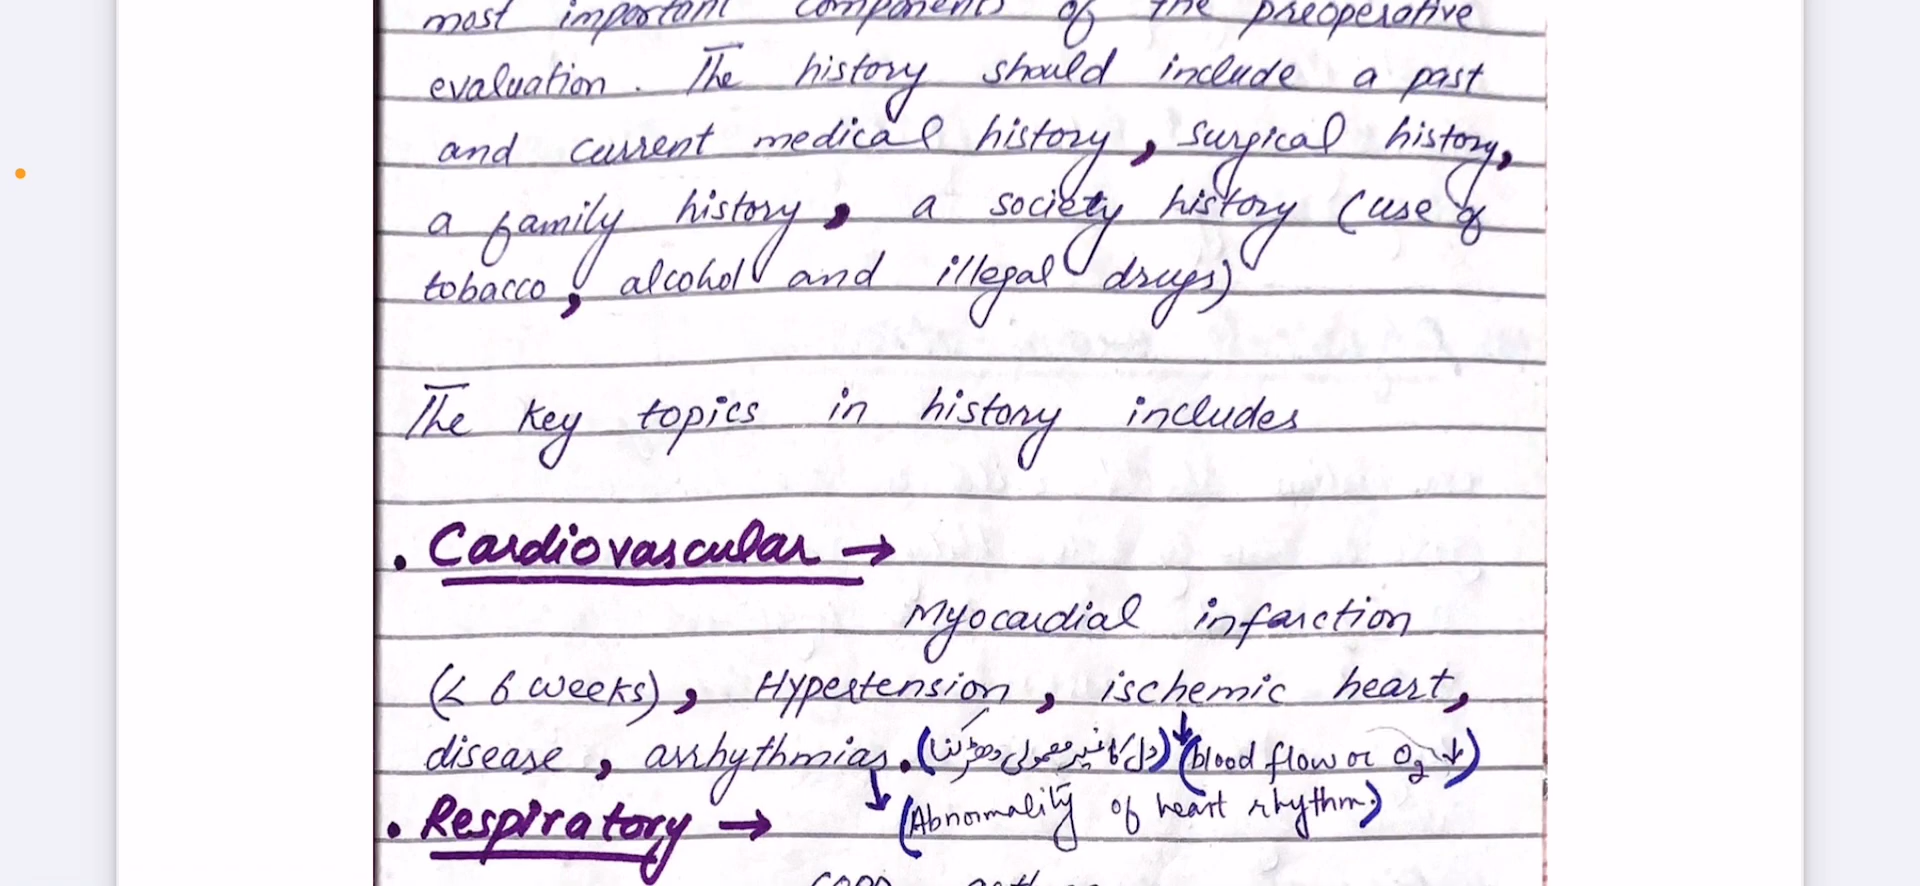 most important components of the preoperative
evaluation. The history should include a past
and current medical history, surgical history,
a family history, a society history (use of
tobacco, alcohol and illegal drugs)
The key topics in history includes
. Cardiovascular →
Myocardial infarction
(< 6 weeks), Hypertension, ischemic heart,
disease, arrhythmias. (دل کا غیر معمولی دھڑکنا) (blood flow or O2 ↓)
. Respiratory → (Abnormality of heart rhythm.)